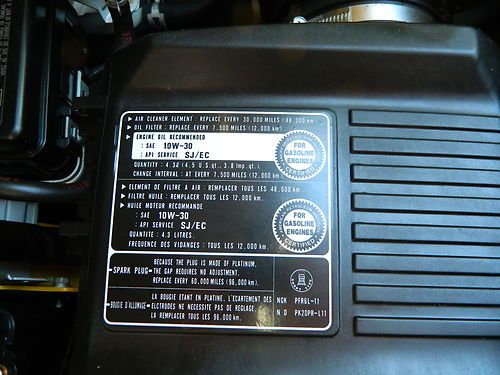 ▶ AIR CLEANER ELEMENT : REPLACE EVERY 30,000 MILES (48,000 km
▶ OIL FILTER : REPLACE EVERY 7,500 MILES (12,000 km)
▶ ENGINE OIL RECOMMENDED
: SAE 10W-30
: API SERVICE SJ/EC
QUANTITY : 4.3ℓ (4.5 U.S.qt., 3.8 Imp.qt.)
CHANGE INTERVAL : AT EVERY 7,500 MILES (12,000 km)
FOR
GASOLINE
ENGINES
CERTIFIED
▶ ELEMENT DE FILTRE A AIR : REMPLACER TOUS LES 48,000 km.
▶ FILTRE HUILE : REMPLACER TOUS LES 12,000 km.
▶ HUILE MOTEUR RECOMMANDE
: SAE 10W-30
: API SERVICE SJ/EC
QUANTITE : 4.3 LITRES.
FREQUENCE DES VIDANGES : TOUS LES 12,000 km.
FOR
GASOLINE
ENGINES
CERTIFIED
SPARK PLUG
BECAUSE THE PLUG IS MADE OF PLATINUM,
THE GAP REQUIRES NO ADJUSTMENT.
REPLACE EVERY 60,000 MILES (96,000 km)
BOUGIE D'ALLUMAGE
LA BOUGIE ETANT EN PLATINE, L'ECARTEMENT DES
ELCTRODES NE NECESSITE PAS DE REGLAGE.
LA REMPLACER TOUS LES 96,000 km.
NGK PFR6L-11
N D PK20PR-L11